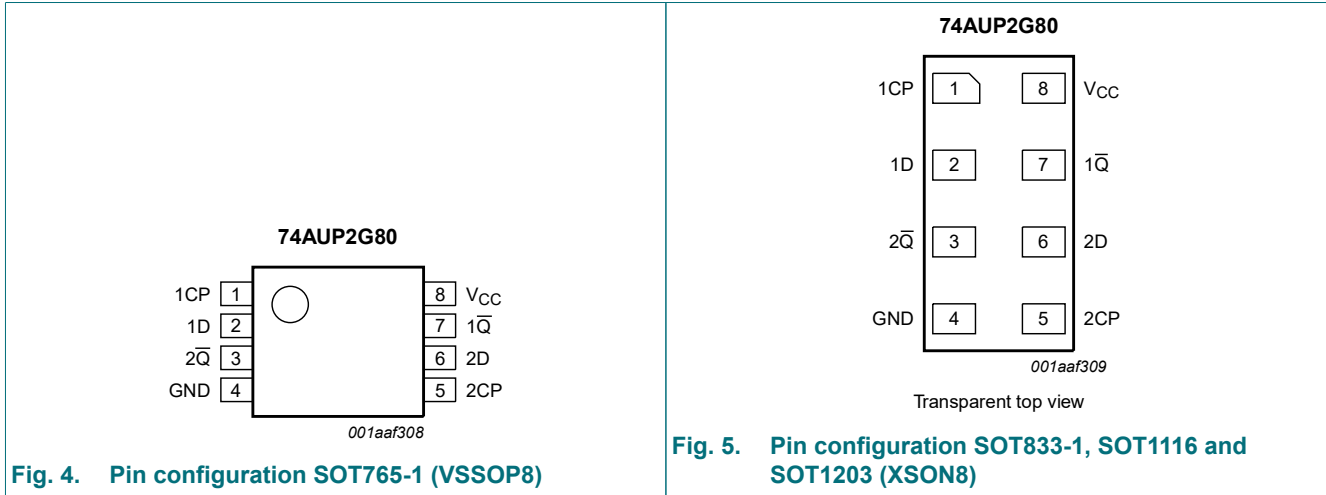 74AUP2G80
1CP 1 8 VCC
1D 2 7 1Q̅
2Q̅ 3 6 2D
GND 4 5 2CP
001aaf308
Fig. 4. Pin configuration SOT765-1 (VSSOP8)
74AUP2G80
1CP 1 8 VCC
1D 2 7 1Q̅
2Q̅ 3 6 2D
GND 4 5 2CP
001aaf309
Transparent top view
Fig. 5. Pin configuration SOT833-1, SOT1116 and
SOT1203 (XSON8)